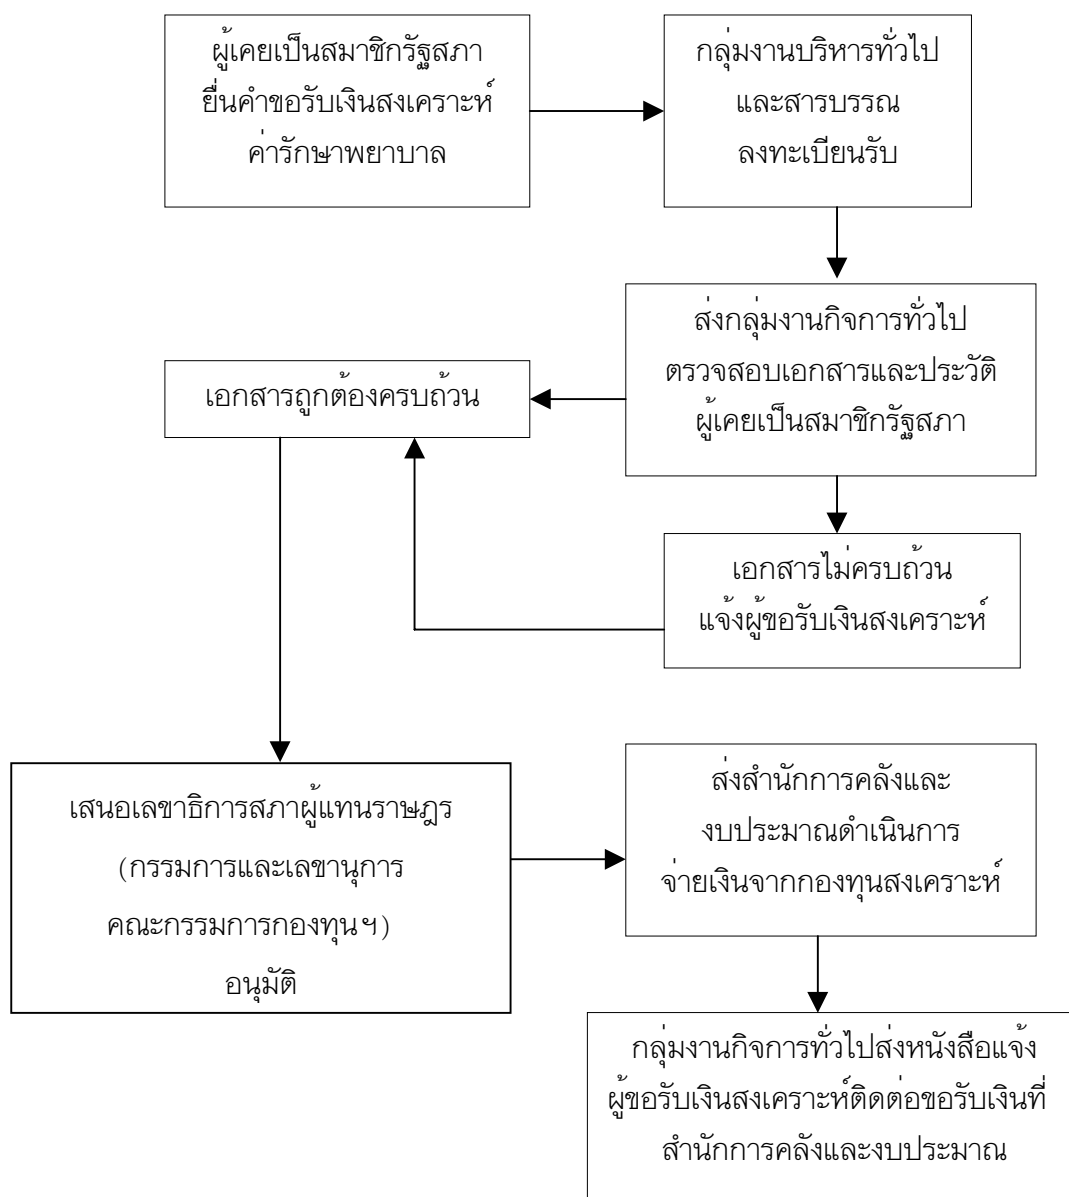 ผู้เคยเป็นสมาชิกรัฐสภา
ยื่นคำขอรับเงินสงเคราะห์
ค่ารักษาพยาบาล
กลุ่มงานบริหารทั่วไป
และสารบรรณ
ลงทะเบียนรับ
ส่งกลุ่มงานกิจการทั่วไป
ตรวจสอบเอกสารและประวัติ
ผู้เคยเป็นสมาชิกรัฐสภา
เอกสารถูกต้องครบถ้วน
เอกสารไม่ครบถ้วน
แจ้งผู้ขอรับเงินสงเคราะห์
เสนอเลขาธิการสภาผู้แทนราษฎร
(กรรมการและเลขานุการ
คณะกรรมการกองทุนฯ)
อนุมัติ
ส่งสำนักการคลังและ
งบประมาณดำเนินการ
จ่ายเงินจากกองทุนสงเคราะห์
กลุ่มงานกิจการทั่วไปส่งหนังสือแจ้ง
ผู้ขอรับเงินสงเคราะห์ติดต่อขอรับเงินที่
สำนักการคลังและงบประมาณ